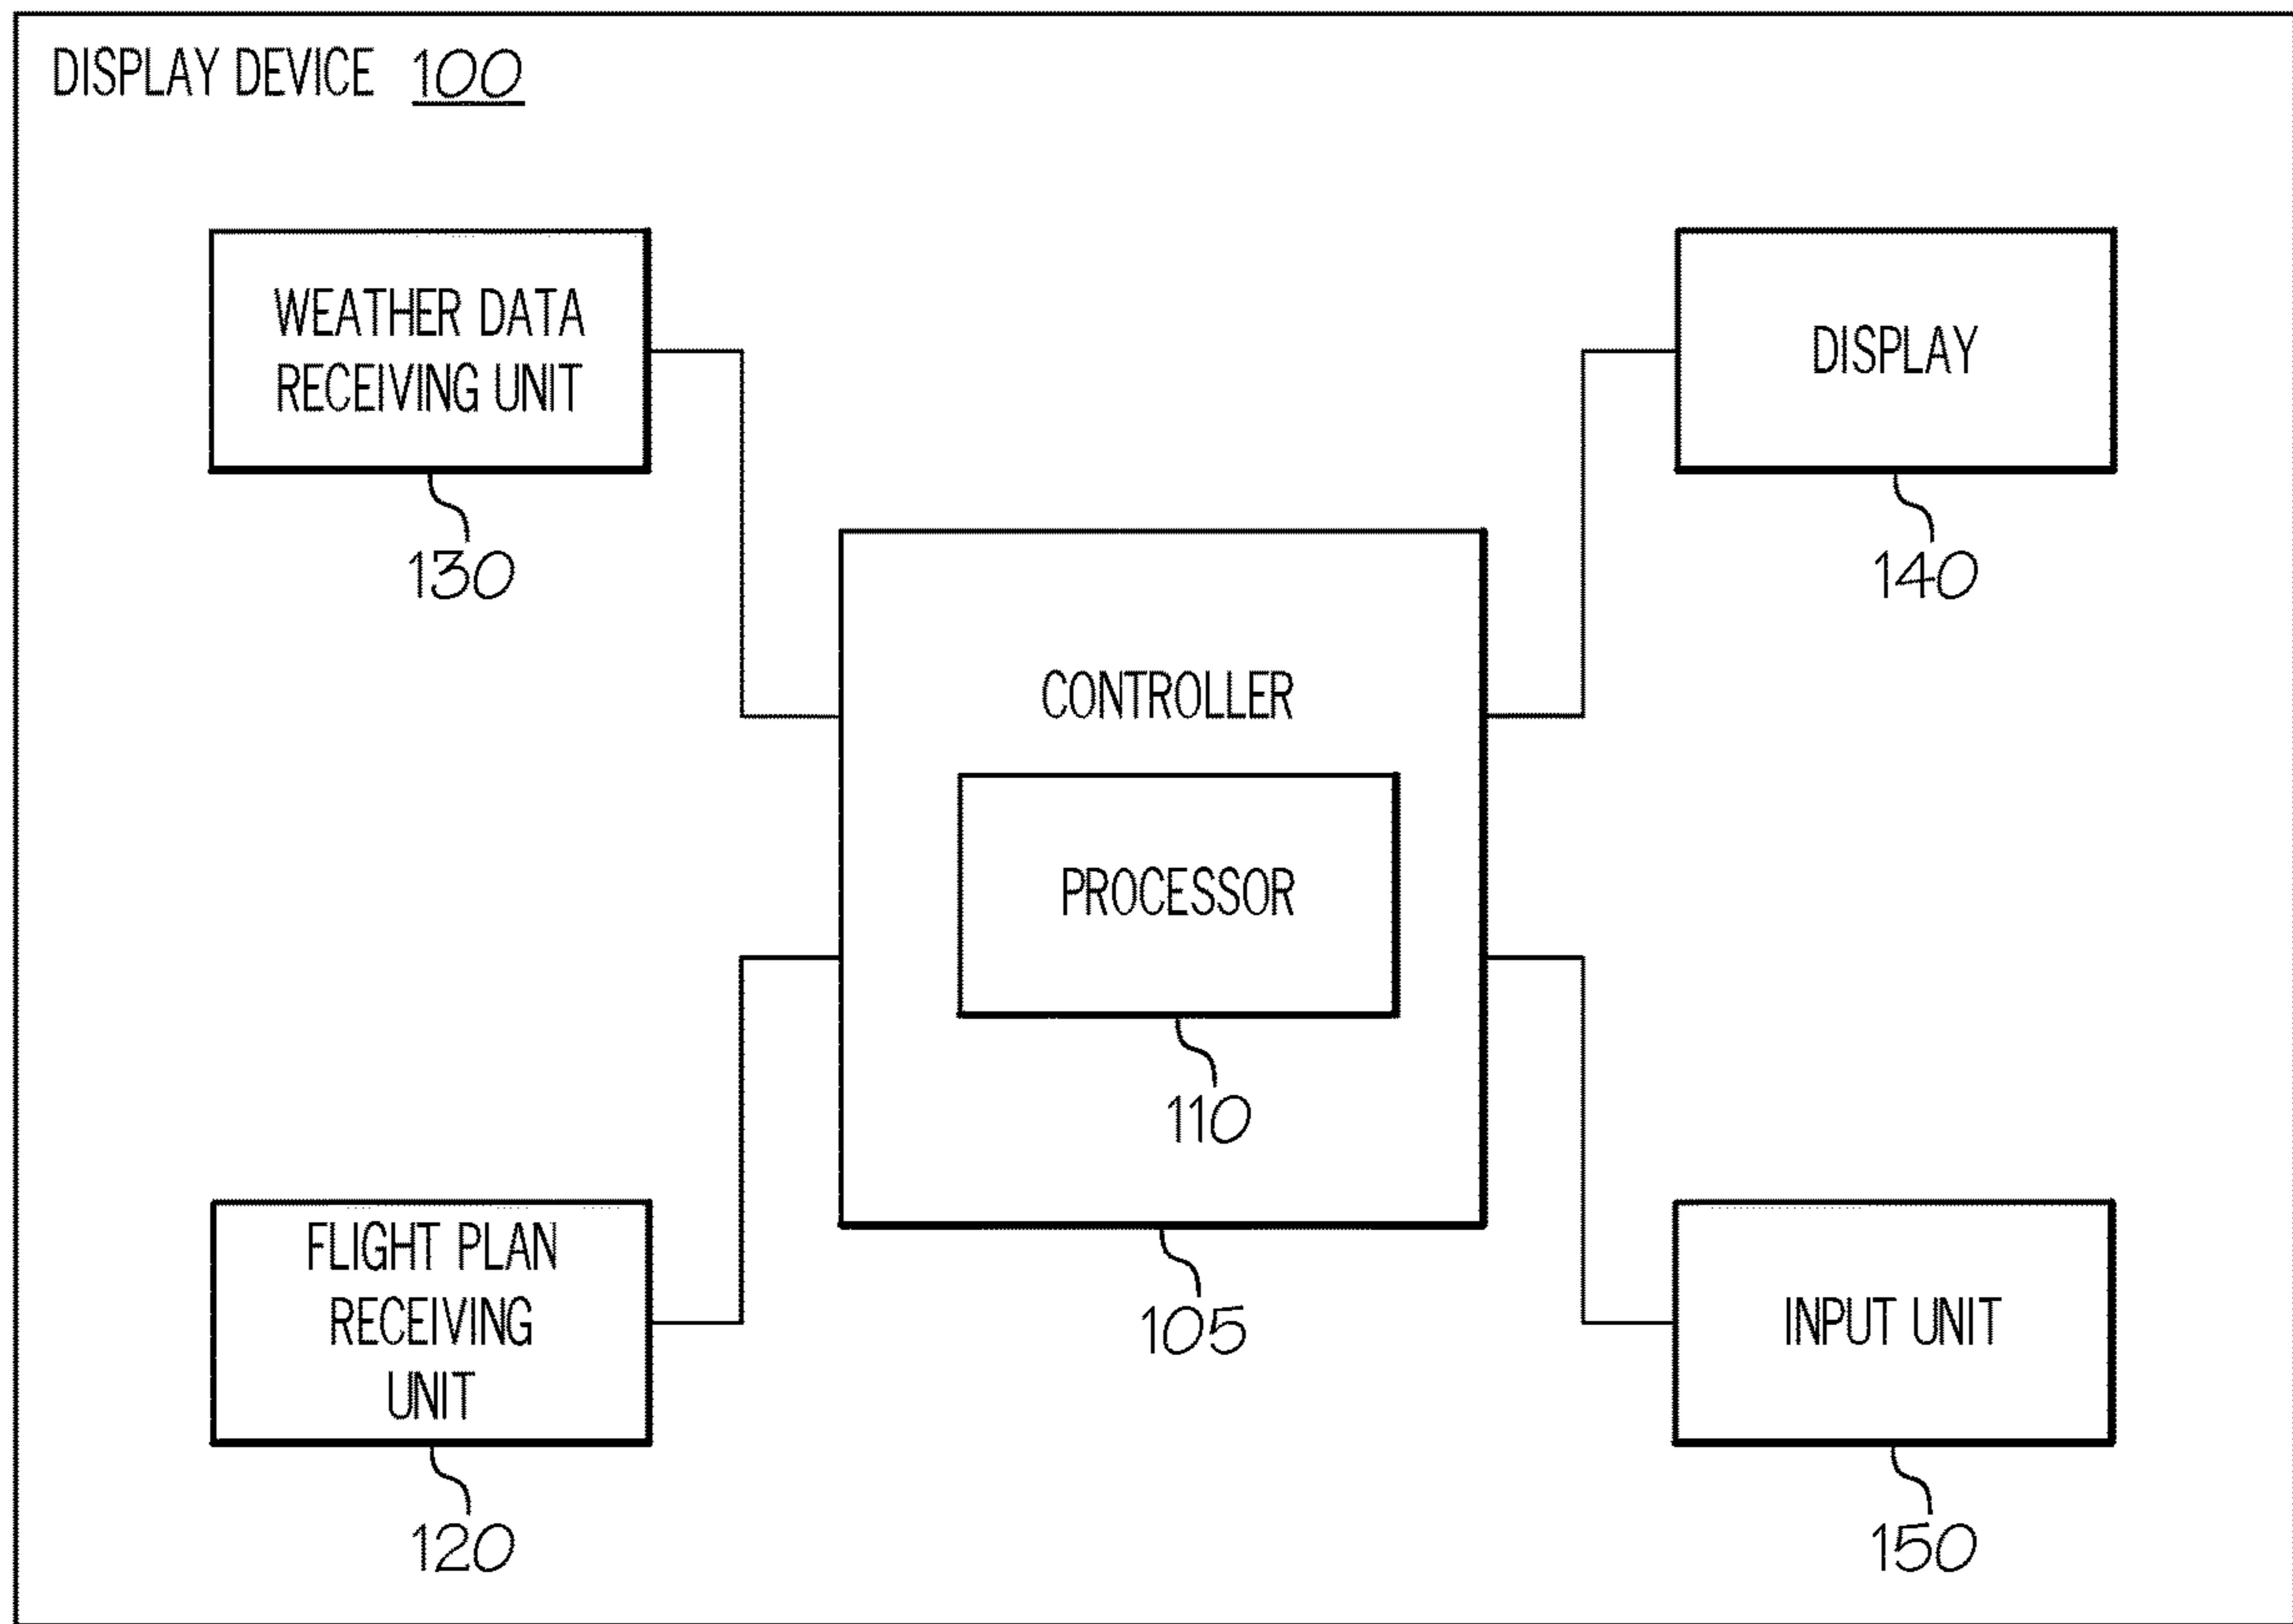 DISPLAY DEVICE 100
WEATHER DATA
RECEIVING UNIT
130
DISPLAY
140
CONTROLLER
PROCESSOR
110
105
FLIGHT PLAN
RECEIVING
UNIT
120
INPUT UNIT
150